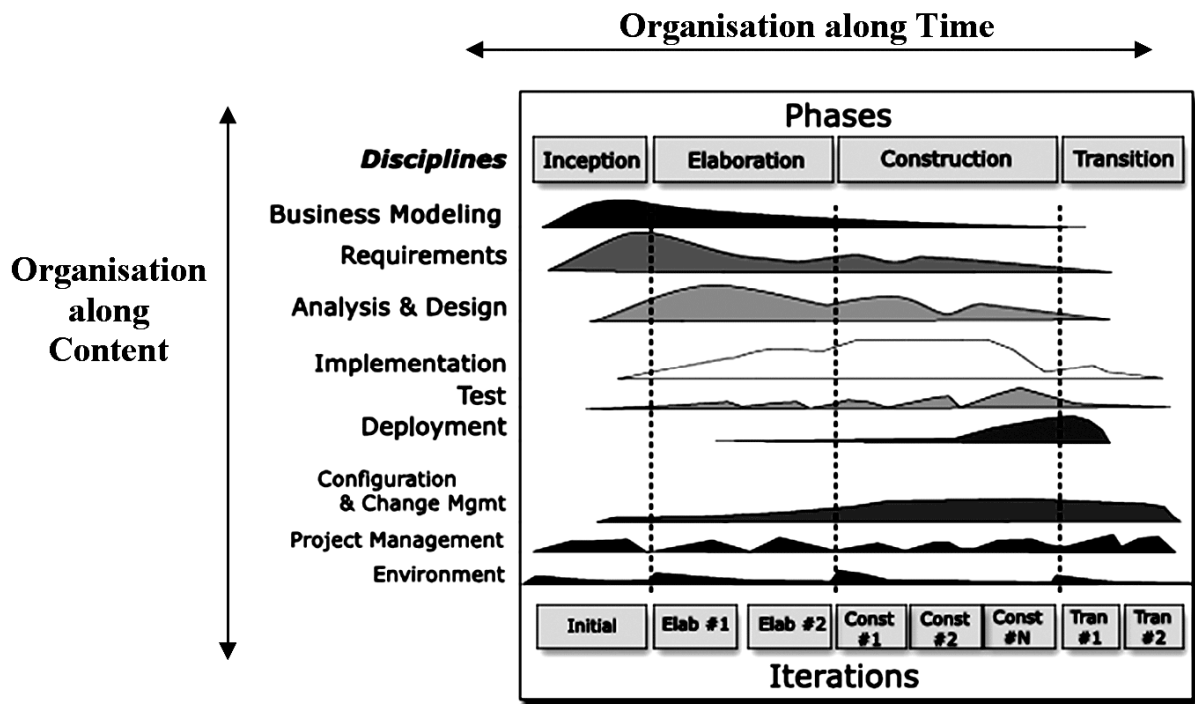 Organisation along Time
Phases
Disciplines
Inception
Elaboration
Construction
Transition
Organisation
along
Content
Business Modeling
Requirements
Analysis & Design
Implementation
Test
Deployment
Configuration
& Change Mgmt
Project Management
Environment
Initial
Elab #1
Elab #2
Const
#1
Const
#2
Const
#N
Tran
#1
Tran
#2
Iterations